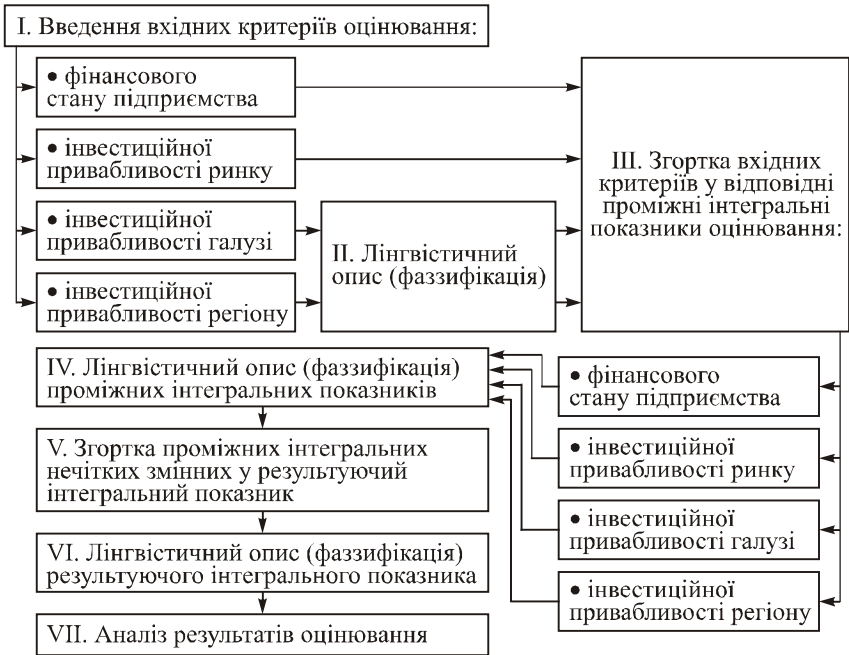 I. Введення вхідних критеріїв оцінювання:
• фінансового
стану підприємства
• інвестиційної
привабливості ринку
• інвестиційної
привабливості галузі
• інвестиційної
привабливості регіону
II. Лінгвістичний
опис (фаззифікація)
III. Згортка вхідних
критеріїв у відповідні
проміжні інтегральні
показники оцінювання:
• фінансового
стану підприємства
• інвестиційної
привабливості ринку
• інвестиційної
привабливості галузі
• інвестиційної
привабливості регіону
IV. Лінгвістичний опис (фаззифікація)
проміжних інтегральних показників
V. Згортка проміжних інтегральних
нечітких змінних у результуючий
інтегральний показник
VI. Лінгвістичний опис (фаззифікація)
результуючого інтегрального показника
VII. Аналіз результатів оцінювання